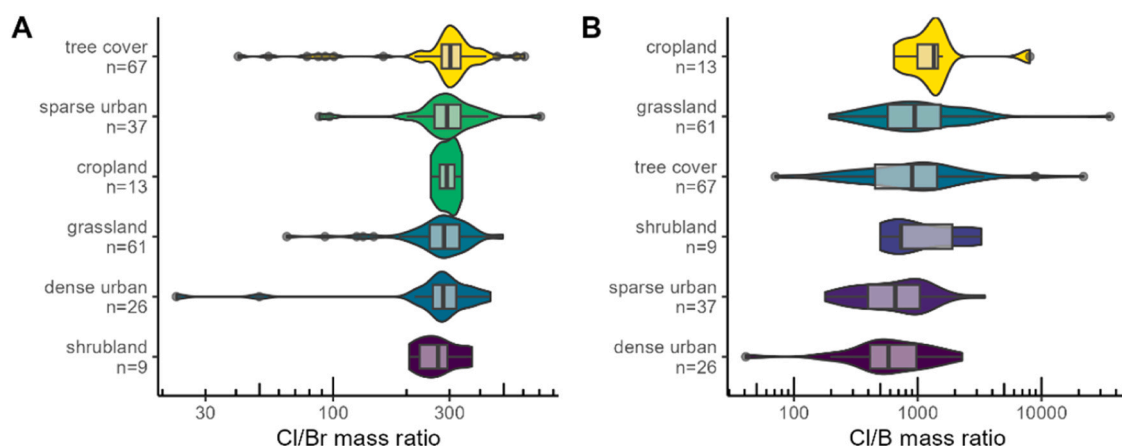 A
tree cover
n=67
sparse urban
n=37
cropland
n=13
grassland
n=61
dense urban
n=26
shrubland
n=9
30 100 300
Cl/Br mass ratio
B
cropland
n=13
grassland
n=61
tree cover
n=67
shrubland
n=9
sparse urban
n=37
dense urban
n=26
100 1000 10000
Cl/B mass ratio